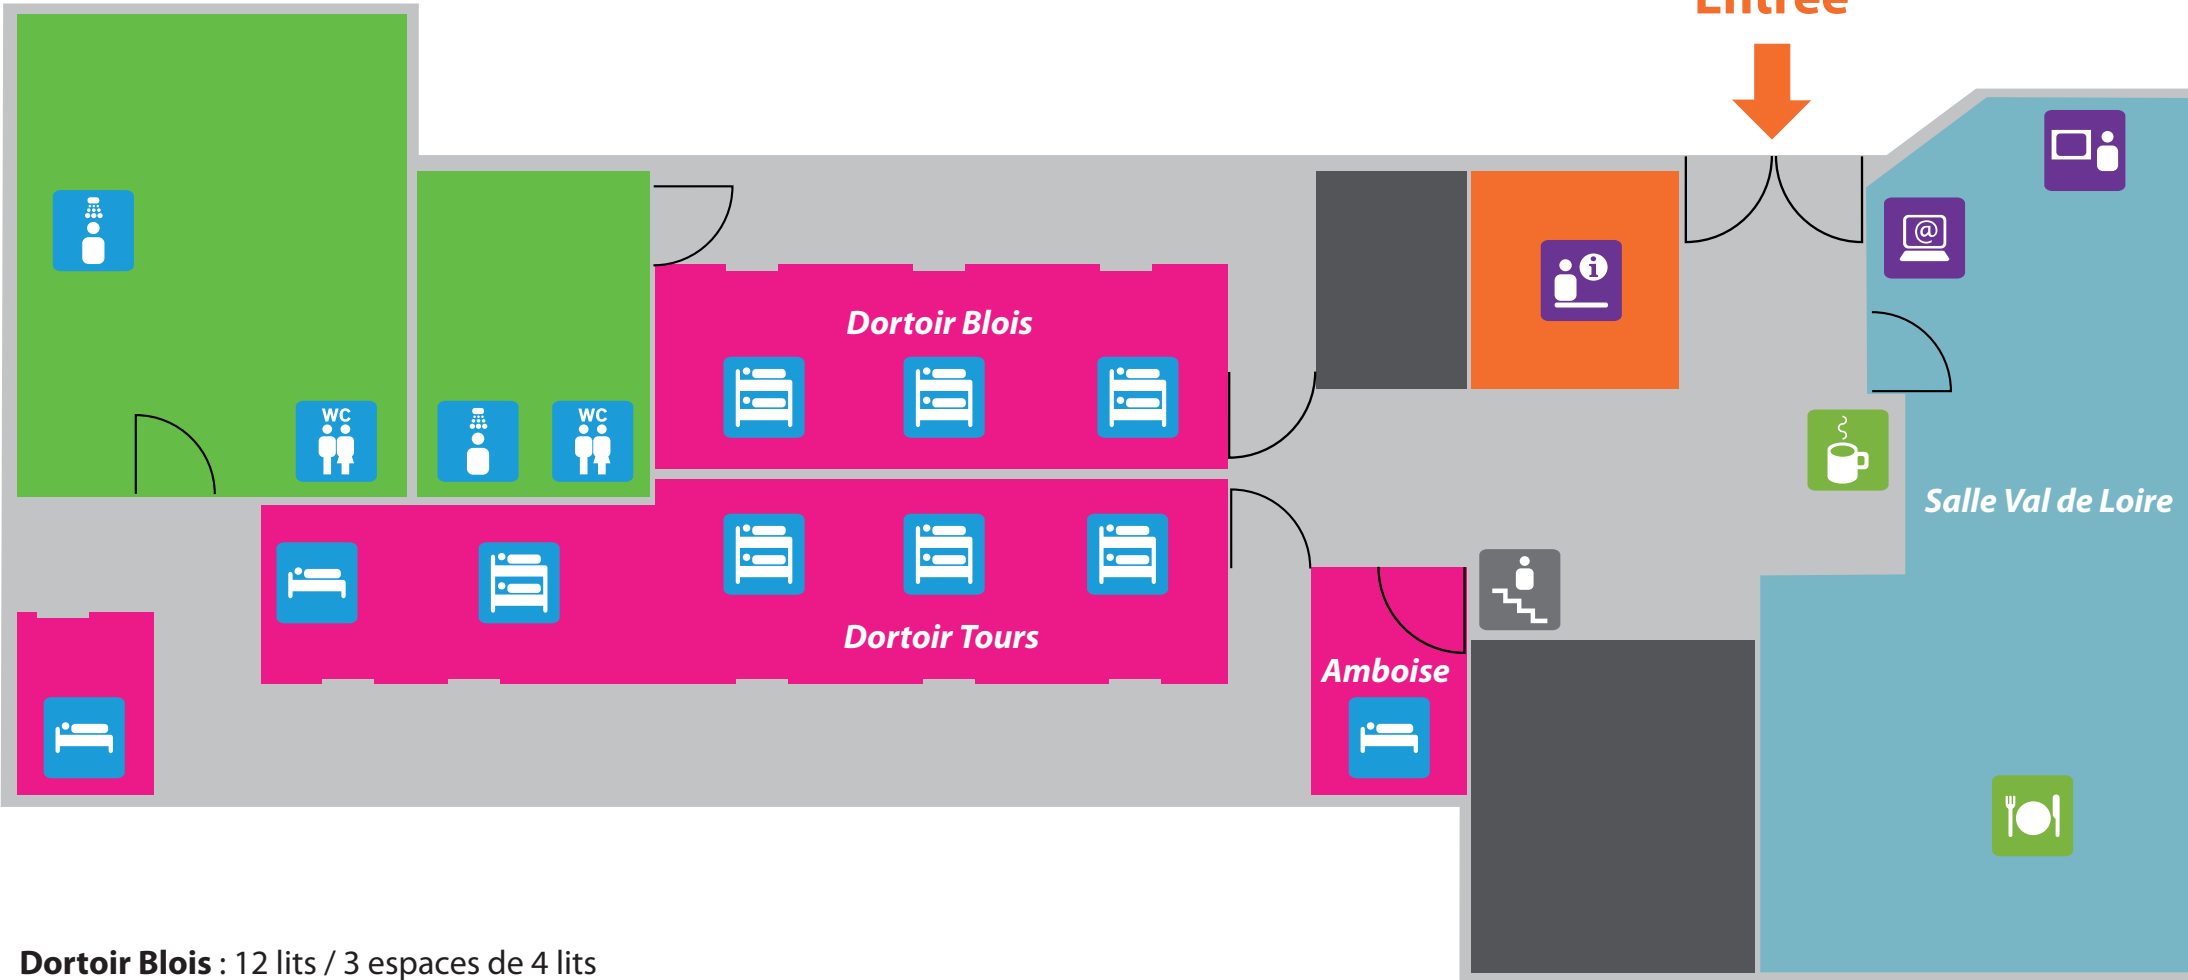 Entrée
Dortoir Blois
WC
WC
@
i
Salle Val de Loire
Dortoir Tours
Amboise
Dortoir Blois : 12 lits / 3 espaces de 4 lits